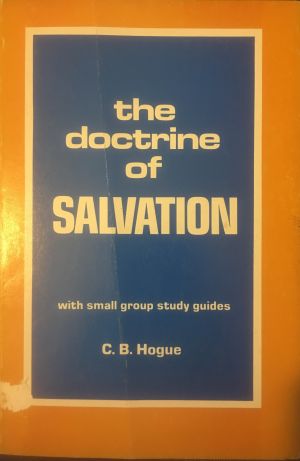 the
doctrine
of
SALVATION
with small group study guides
C. B. Hogue